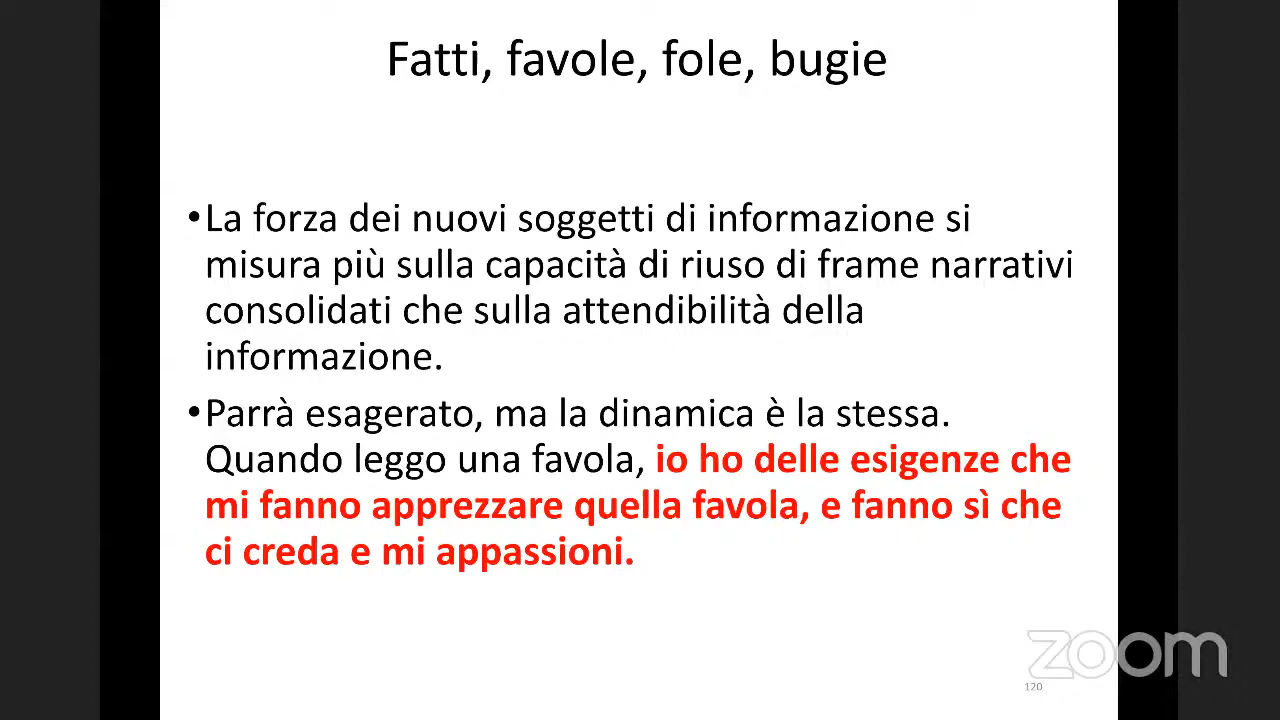 Fatti, favole, fole, bugie
•La forza dei nuovi soggetti di informazione si
misura più sulla capacità di riuso di frame narrativi
consolidati che sulla attendibilità della
informazione.
•Parrà esagerato, ma la dinamica è la stessa.
Quando leggo una favola, io ho delle esigenze che
mi fanno apprezzare quella favola, e fanno sì che
ci creda e mi appassioni.
zoom
120